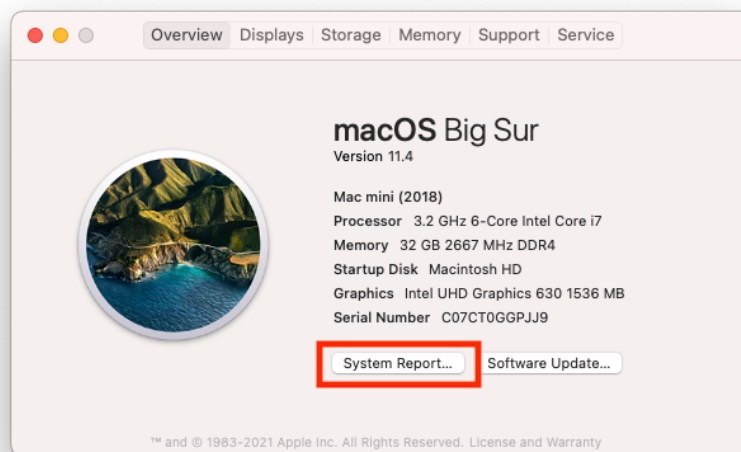 Overview Displays Storage Memory Support Service
macOS Big Sur
Version 11.4
Mac mini (2018)
Processor 3.2 GHz 6-Core Intel Core i7
Memory 32 GB 2667 MHz DDR4
Startup Disk Macintosh HD
Graphics Intel UHD Graphics 630 1536 MB
Serial Number C07CT0GGPJJ9
System Report... Software Update...
™ and © 1983-2021 Apple Inc. All Rights Reserved. License and Warranty